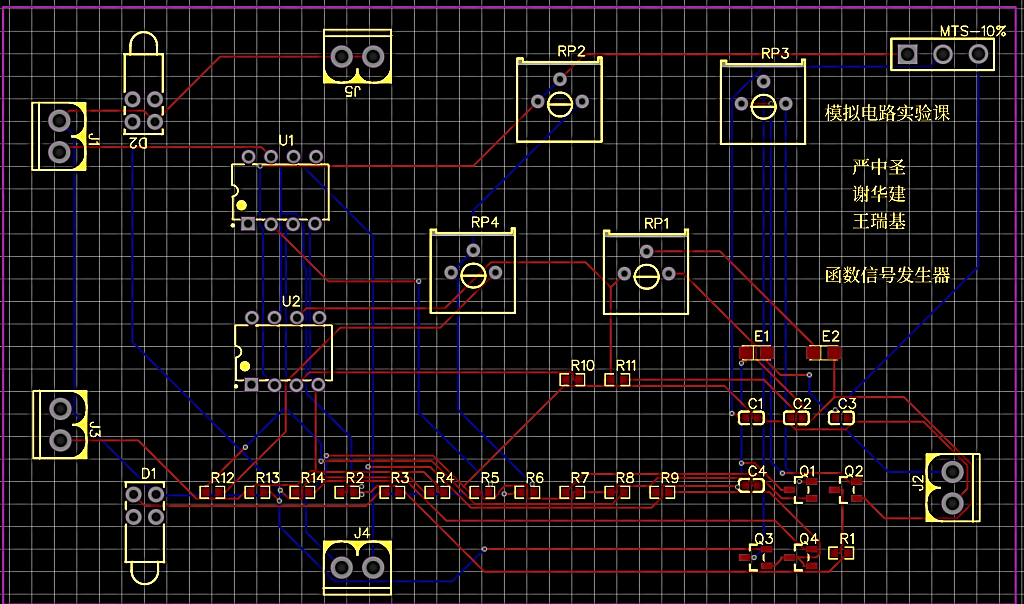 MTS-10%
RP2
RP3
J5
模拟电路实验课
J1
D2
U1
严中圣
谢华建
王瑞基
RP4
RP1
函数信号发生器
U2
E1
E2
R10
R11
C1
C2
C3
J3
D1
R12
R13
R14
R2
R3
R4
R5
R6
R7
R8
R9
C4
Q1
Q2
J2
J4
Q3
Q4
R1